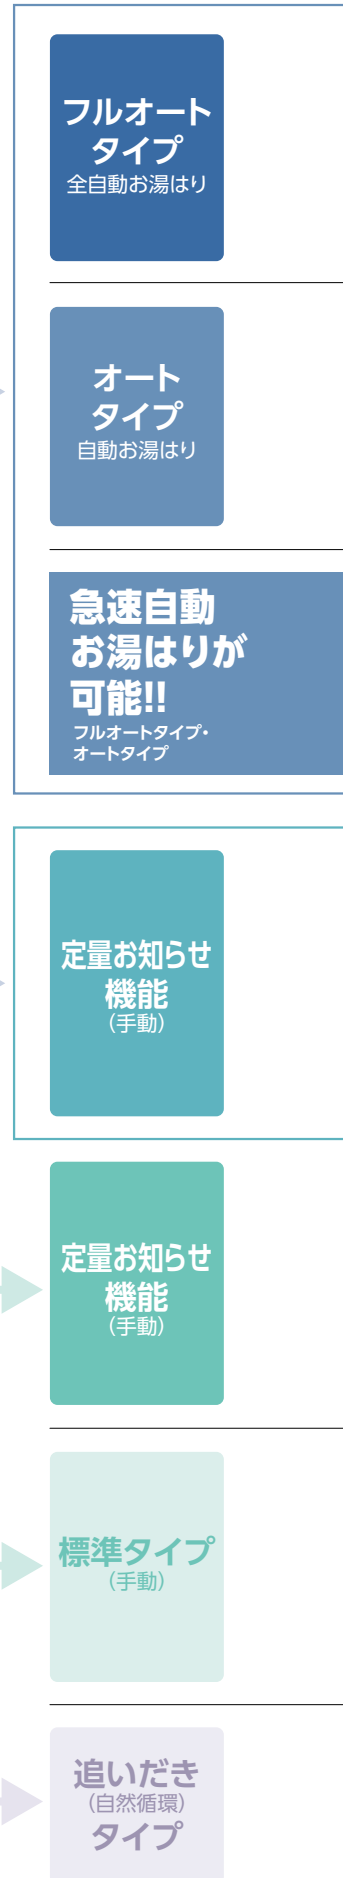 フルオート
タイプ
全自動お湯はり
オート
タイプ
自動お湯はり
急速自動
お湯はりが
可能!!
フルオートタイプ・
オートタイプ
定量お知らせ
機能
（手動）
定量お知らせ
機能
（手動）
標準タイプ
（手動）
追いだき
（自然循環）
タイプ